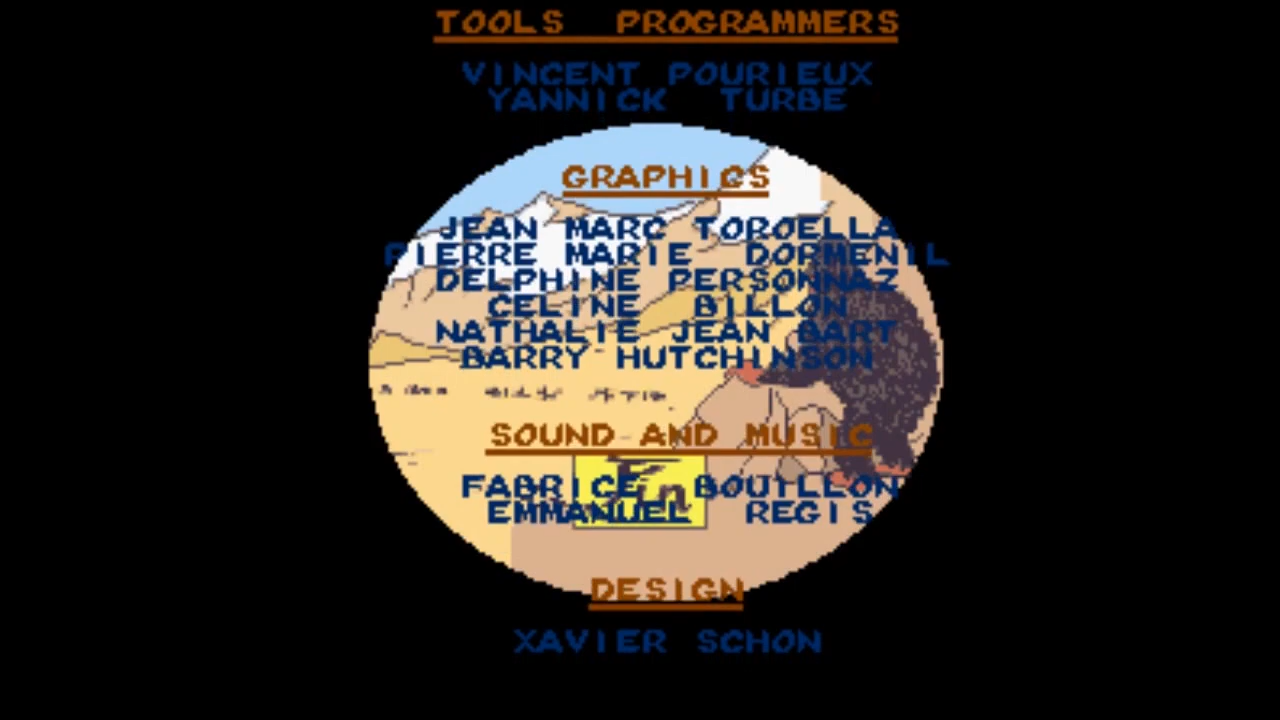 TOOLS PROGRAMMERS
VINCENT POURIEUX
YANNICK TURBE
GRAPHICS
JEAN MARC TOROELLA
PIERRE MARIE DORMENIL
DELPHINE PERSONNAZ
CELINE BILLON
NATHALIE JEAN BART
BARRY HUTCHINSON
SOUND AND MUSIC
Fin
FABRICE BOUILLON
EMMANUEL REGIS
DESIGN
XAVIER SCHON